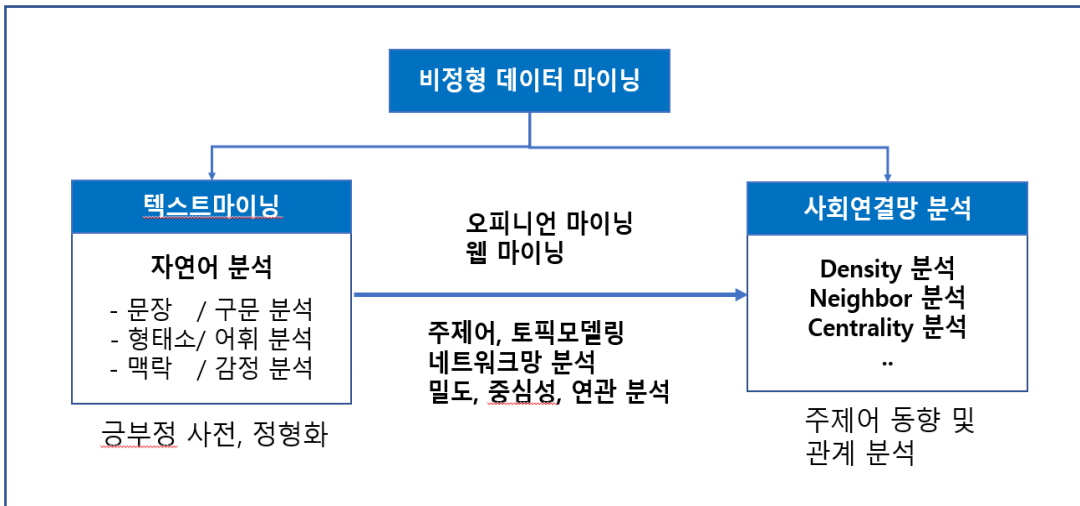 비정형 데이터 마이닝
텍스트마이닝
자연어 분석
- 문장 / 구문 분석
- 형태소/ 어휘 분석
- 맥락 / 감정 분석
긍부정 사전, 정형화
오피니언 마이닝
웹 마이닝
주제어, 토픽모델링
네트워크망 분석
밀도, 중심성, 연관 분석
사회연결망 분석
Density 분석
Neighbor 분석
Centrality 분석
..
주제어 동향 및
관계 분석